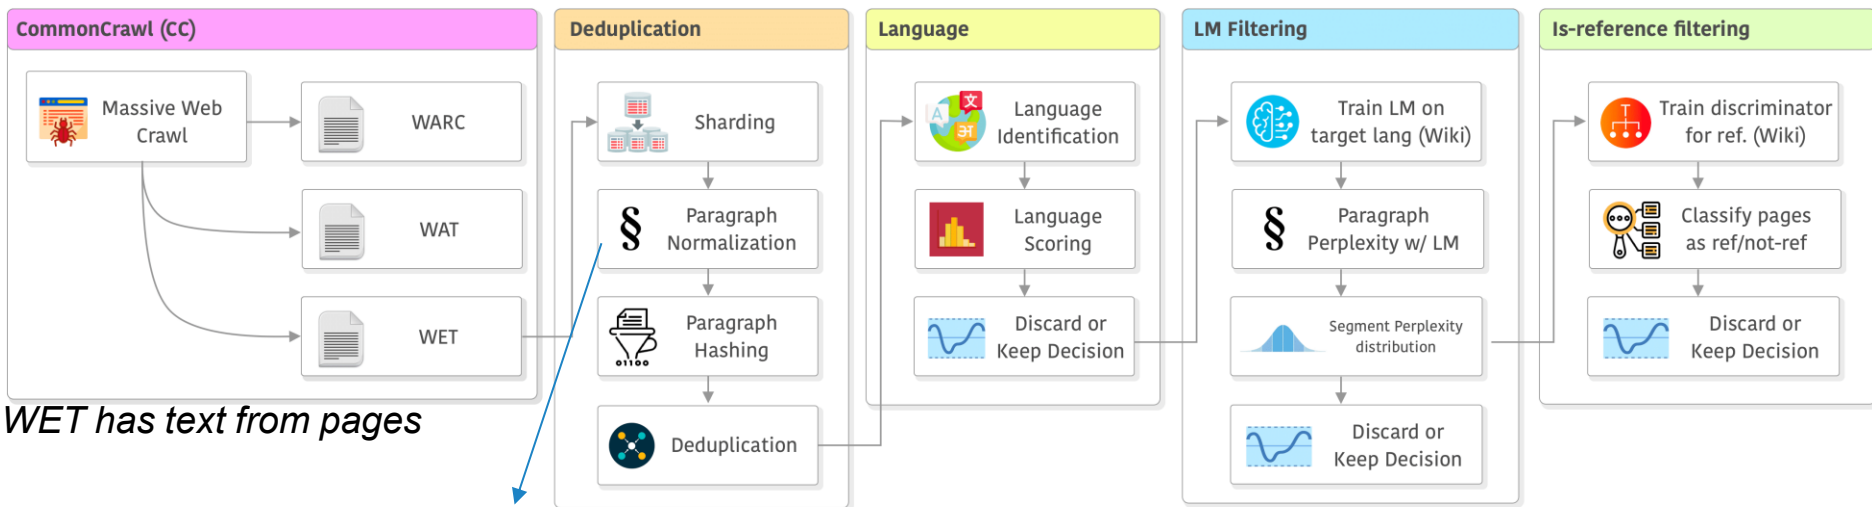 CommonCrawl (CC)
Massive Web
Crawl
WARC
WAT
WET
WET has text from pages
Deduplication
Sharding
§
Paragraph
Normalization
Paragraph
Hashing
01100
Deduplication
Language
A
文
अ
Language
Identification
Language
Scoring
Discard or
Keep Decision
LM Filtering
Train LM on
target lang (Wiki)
§
Paragraph
Perplexity w/ LM
Segment Perplexity
distribution
Discard or
Keep Decision
Is-reference filtering
T
Train discriminator
for ref. (Wiki)
Classify pages
as ref/not-ref
Discard or
Keep Decision